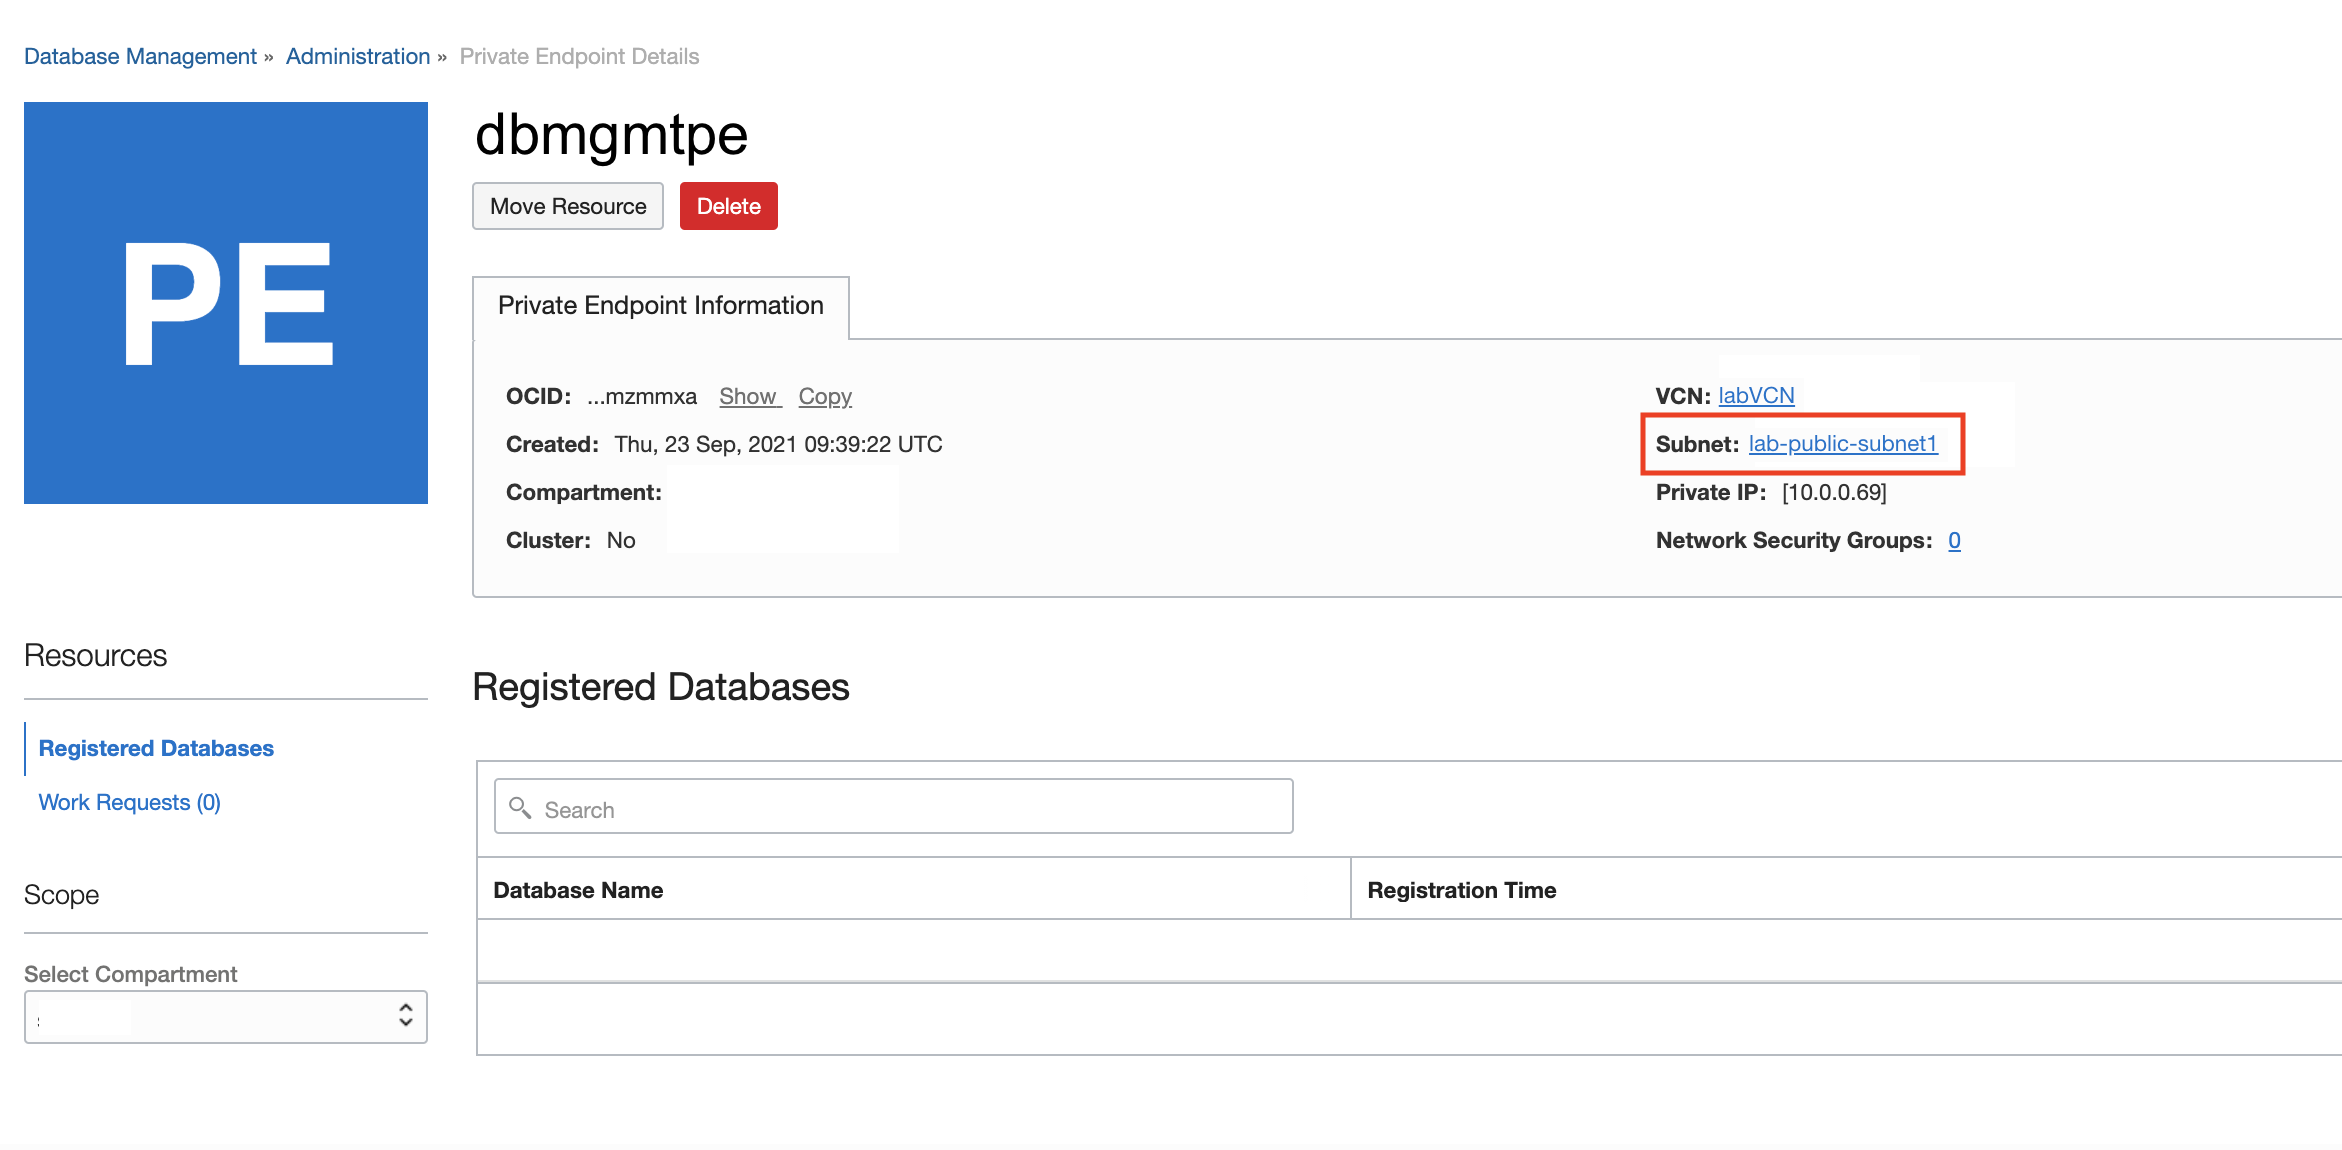 Database Management » Administration » Private Endpoint Details
PE
dbmgmtpe
Move Resource Delete
Private Endpoint Information
OCID: ...mzmmxa Show Copy
Created: Thu, 23 Sep, 2021 09:39:22 UTC
Compartment:
Cluster: No
VCN: labVCN
Subnet: lab-public-subnet1
Private IP: [10.0.0.69]
Network Security Groups: 0
Resources
Registered Databases
Work Requests (0)
Scope
Select Compartment
Registered Databases
Search
Database Name Registration Time